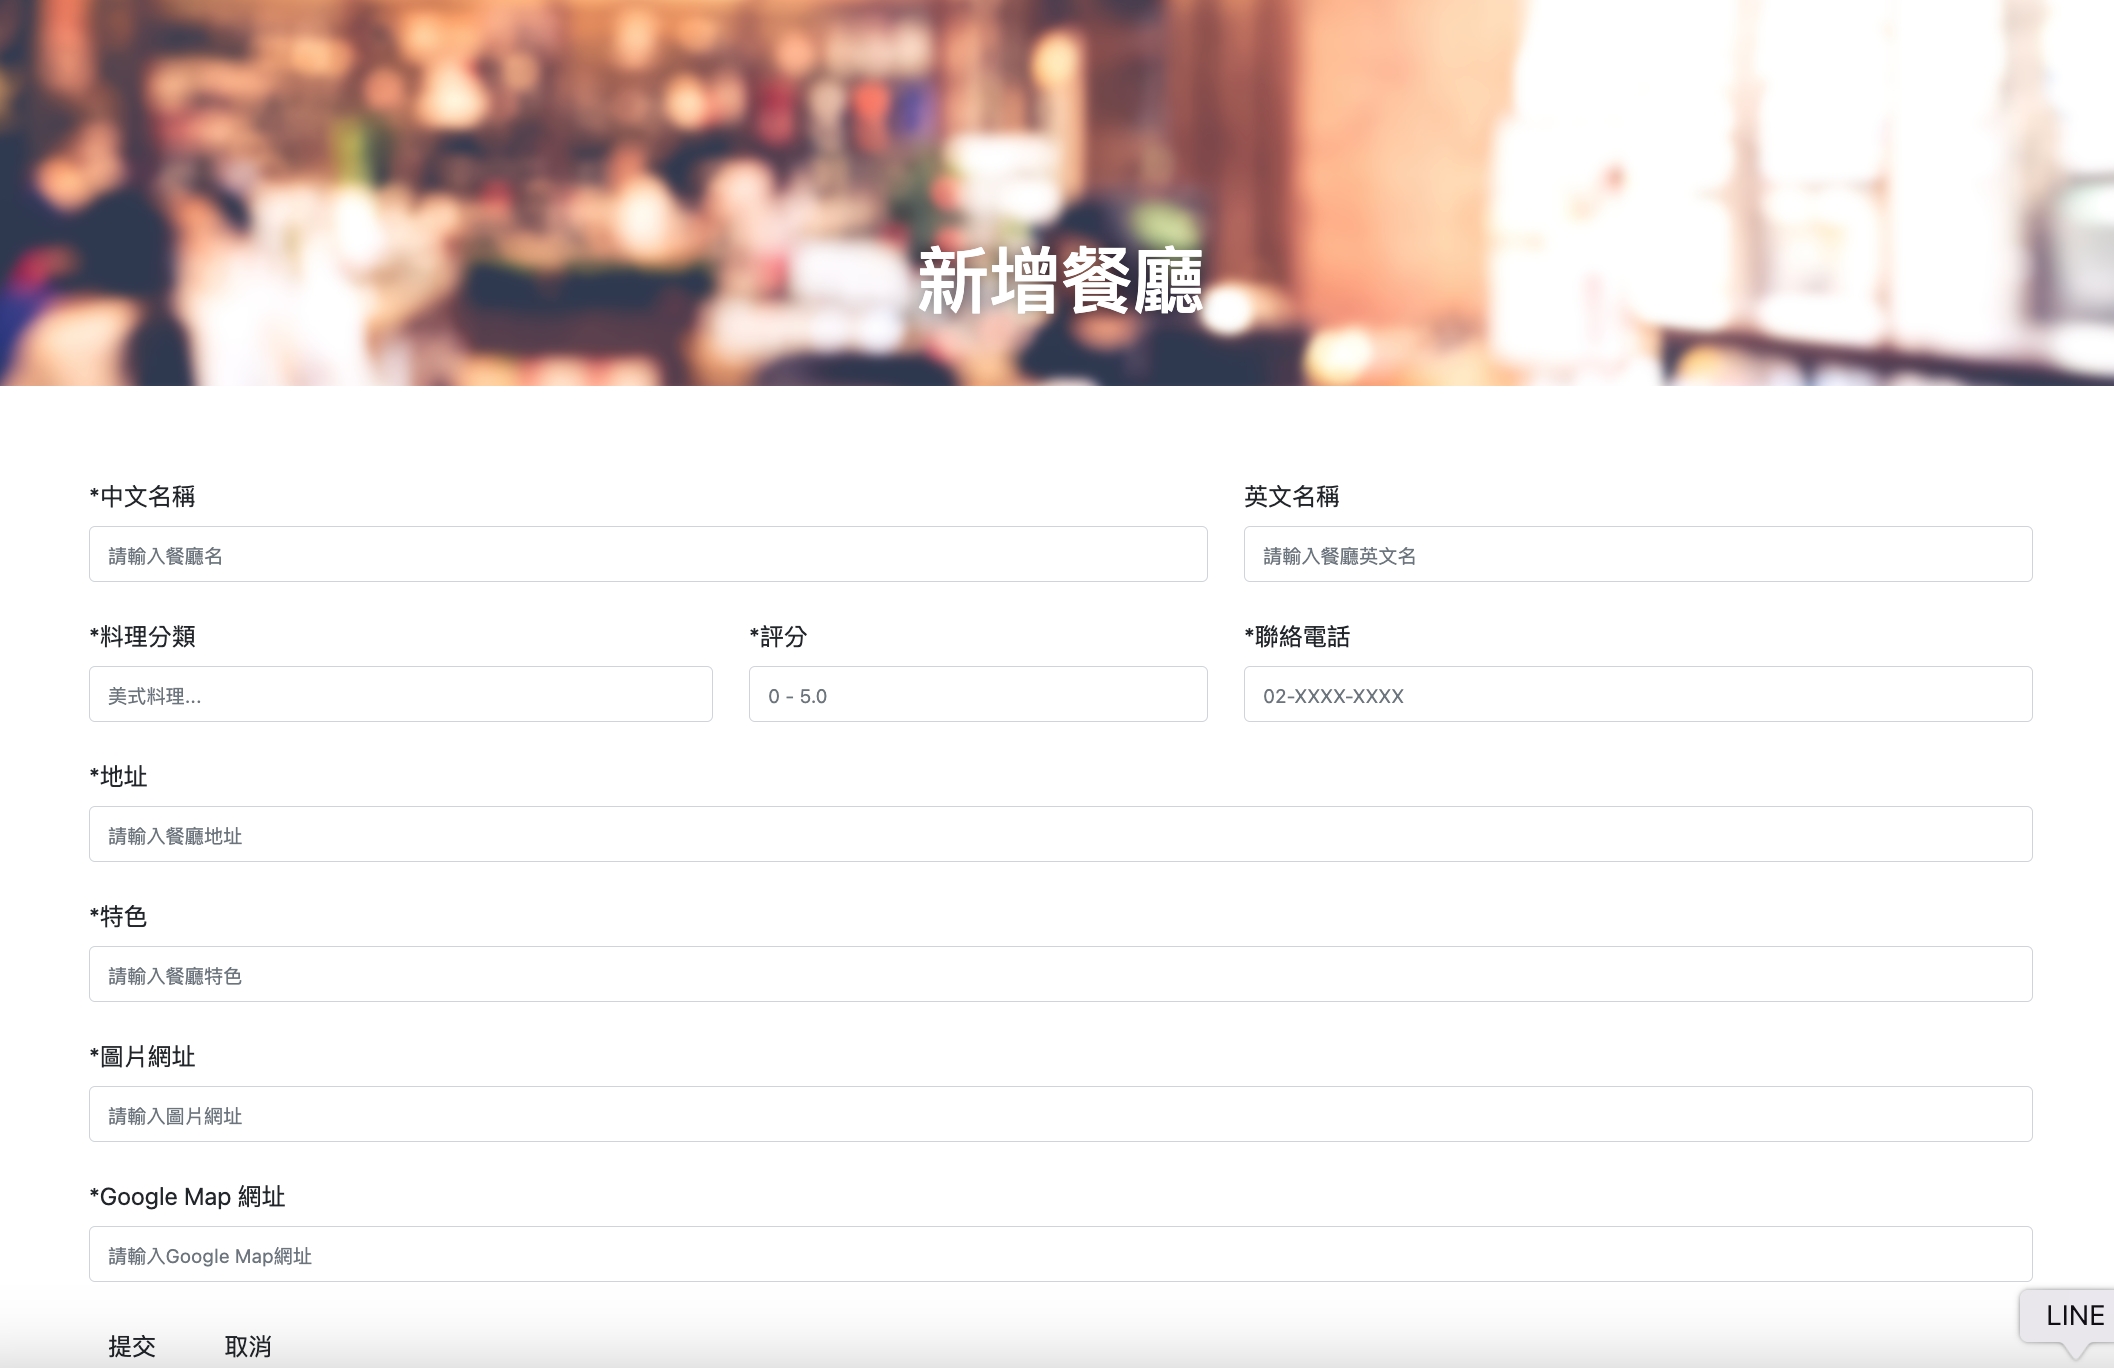 新增餐廳
*中文名稱
英文名稱
請輸入餐廳名
請輸入餐廳英文名
*料理分類
*評分
*聯絡電話
美式料理...
0 - 5.0
02-XXXX-XXXX
*地址
請輸入餐廳地址
*特色
請輸入餐廳特色
*圖片網址
請輸入圖片網址
*Google Map 網址
請輸入Google Map網址
提交
取消
LINE